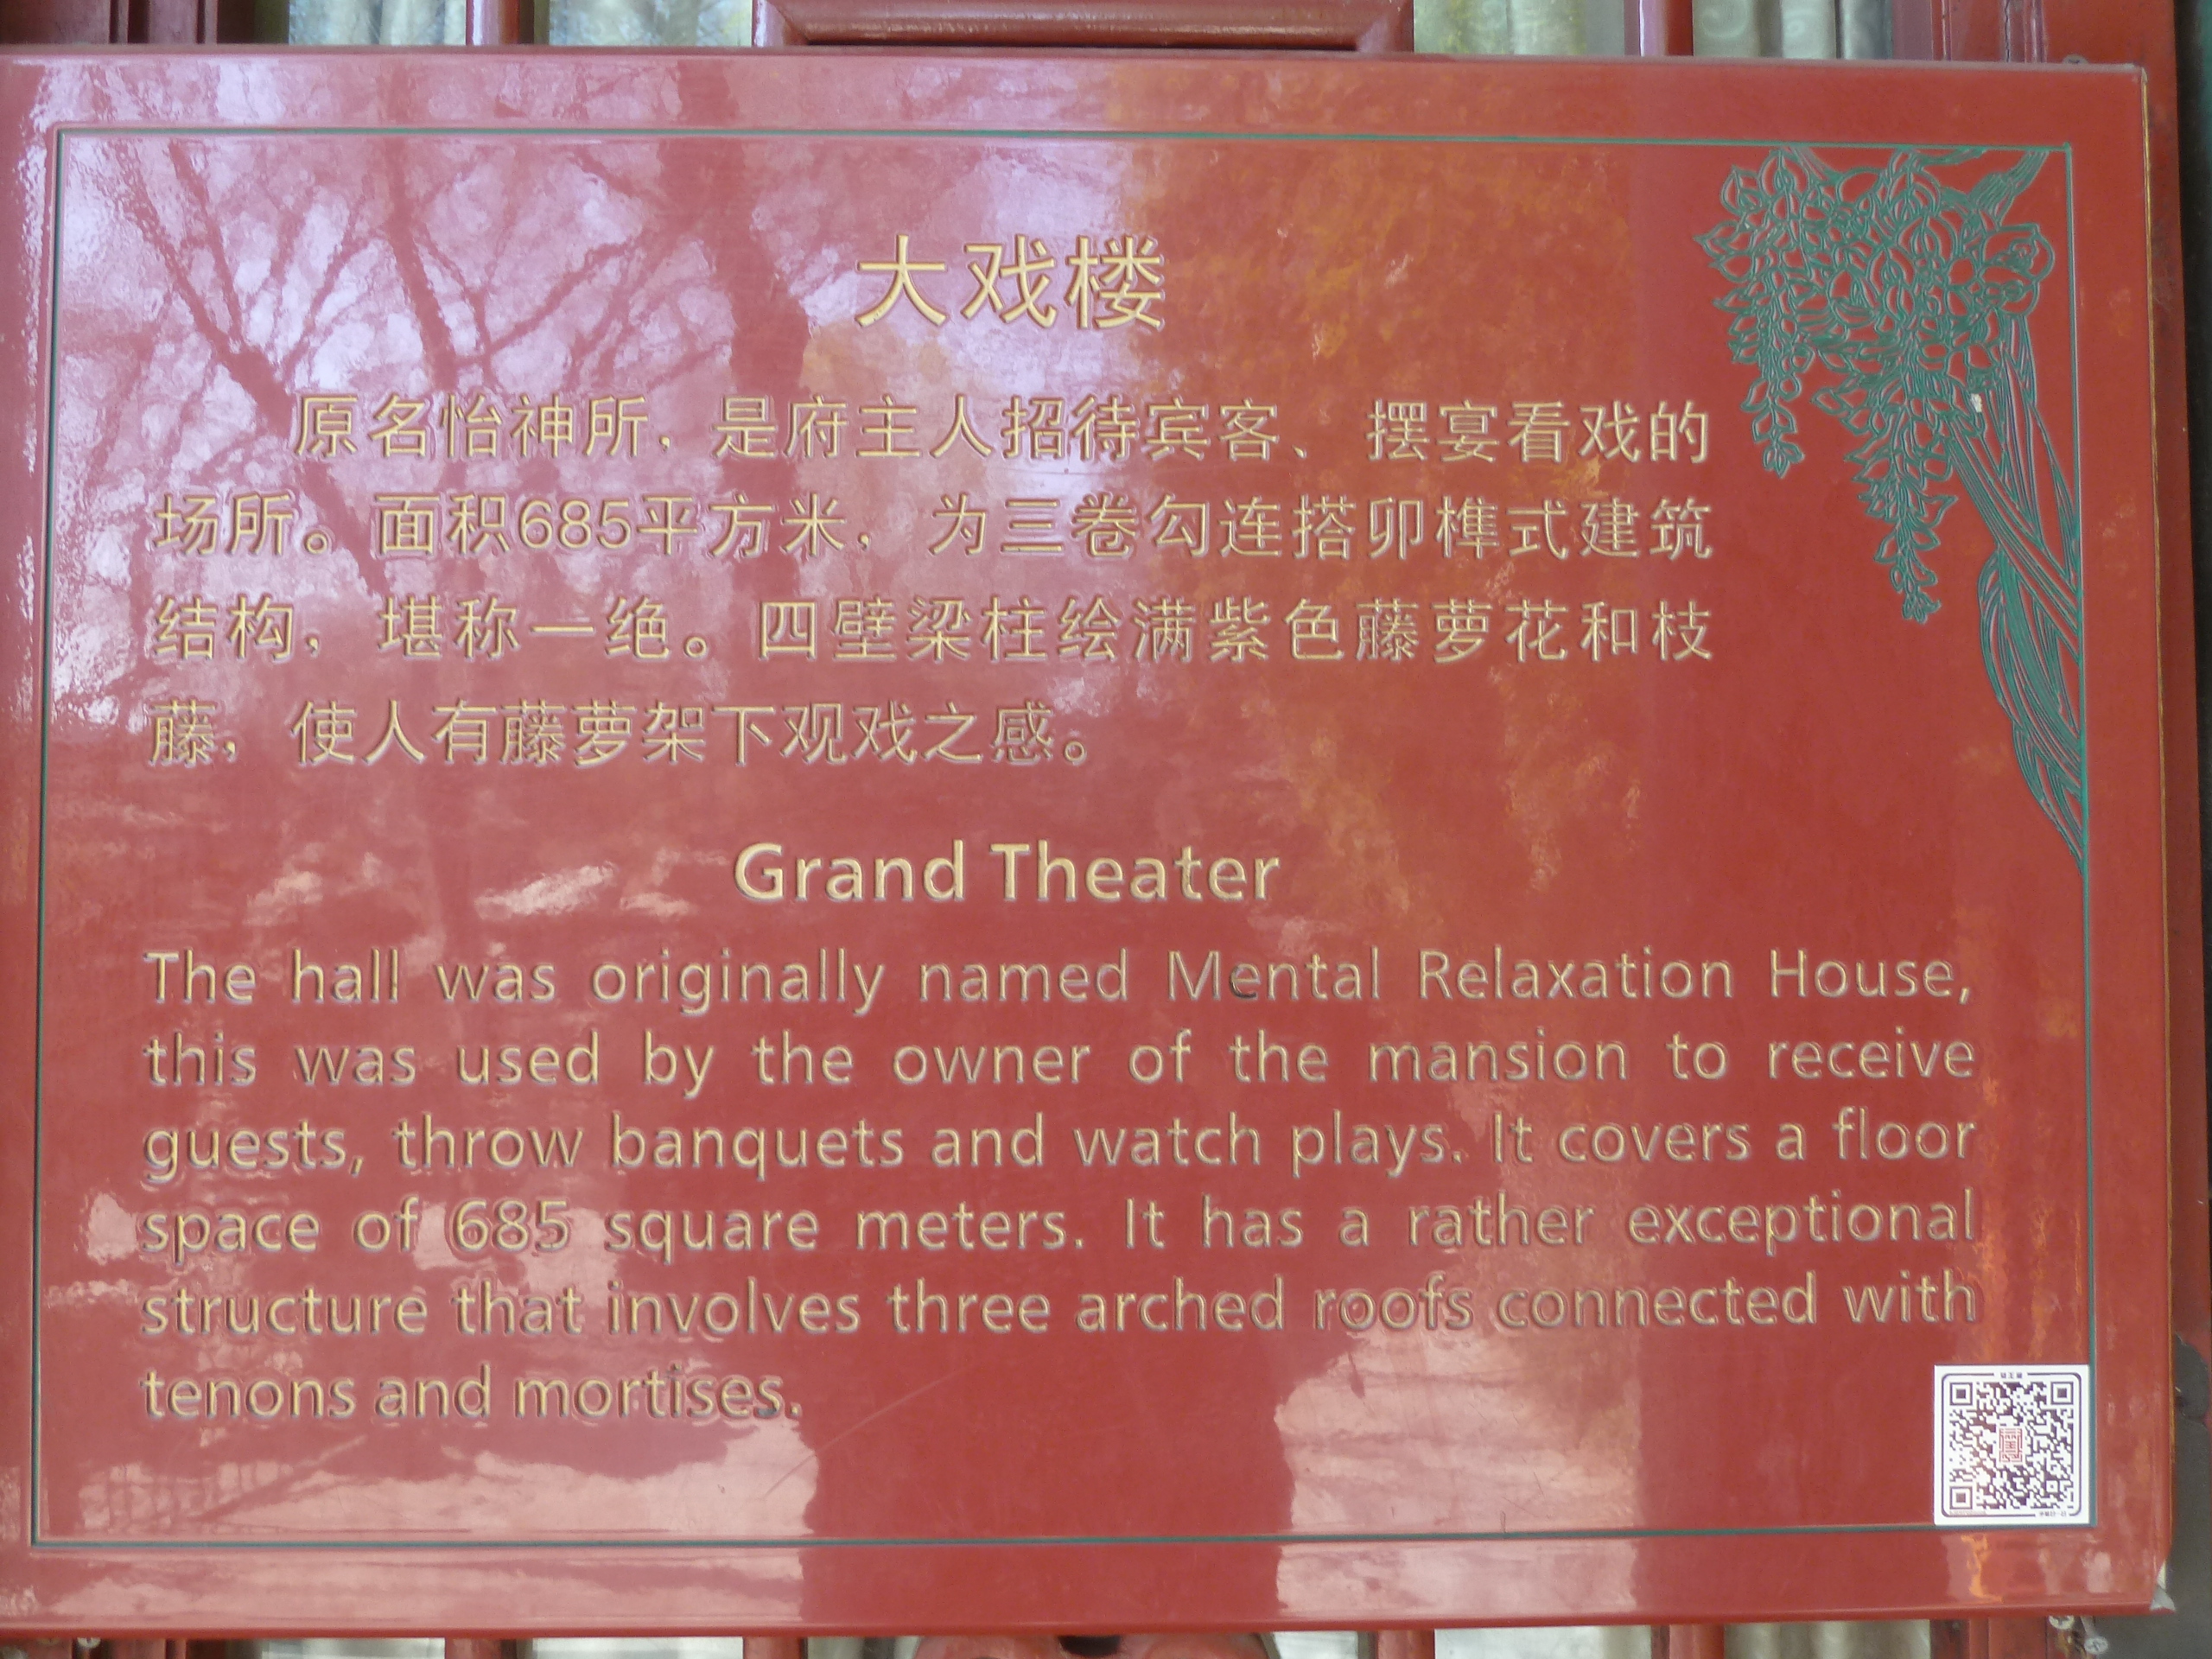 大戏楼
原名怡神所，是府主人招待宾客、摆宴看戏的
场所。面积685平方米，为三卷勾连搭卯榫式建筑
结构，堪称一绝。四壁梁柱绘满紫色藤萝花和枝
藤，使人有藤萝架下观戏之感。
Grand Theater
The hall was originally named Mental Relaxation House,
this was used by the owner of the mansion to receive
guests, throw banquets and watch plays. It covers a floor
space of 685 square meters. It has a rather exceptional
structure that involves three arched roofs connected with
tenons and mortises.